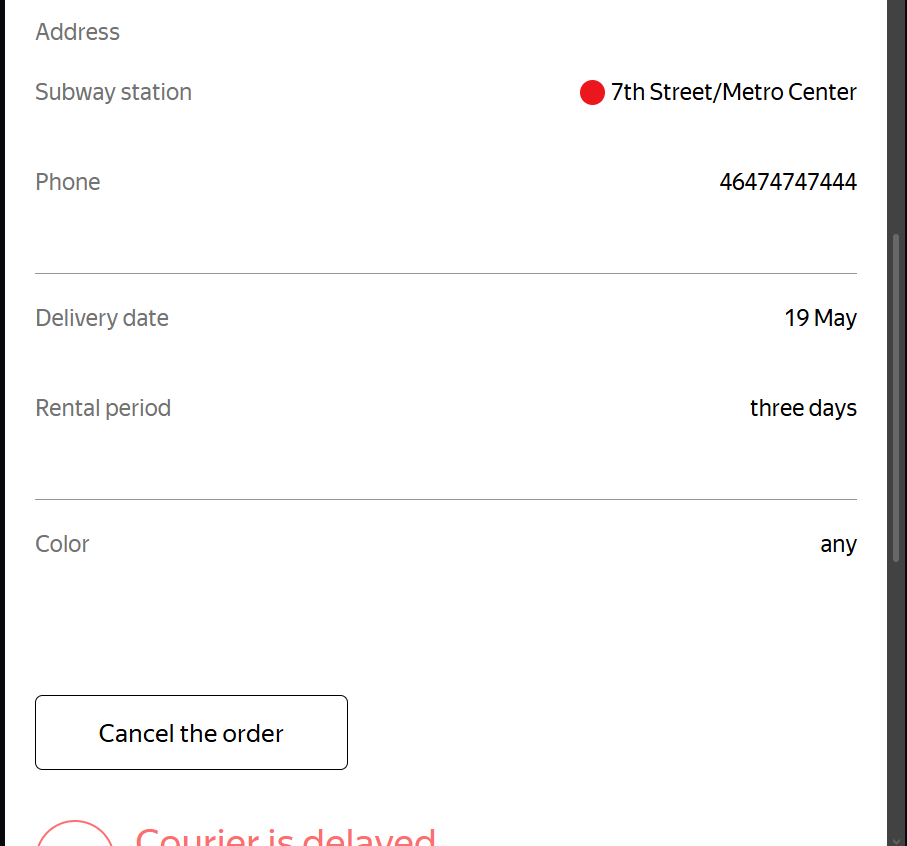 Address
Subway station 7th Street/Metro Center
Phone 46474747444
Delivery date 19 May
Rental period three days
Color any
Cancel the order
Courier is delayed